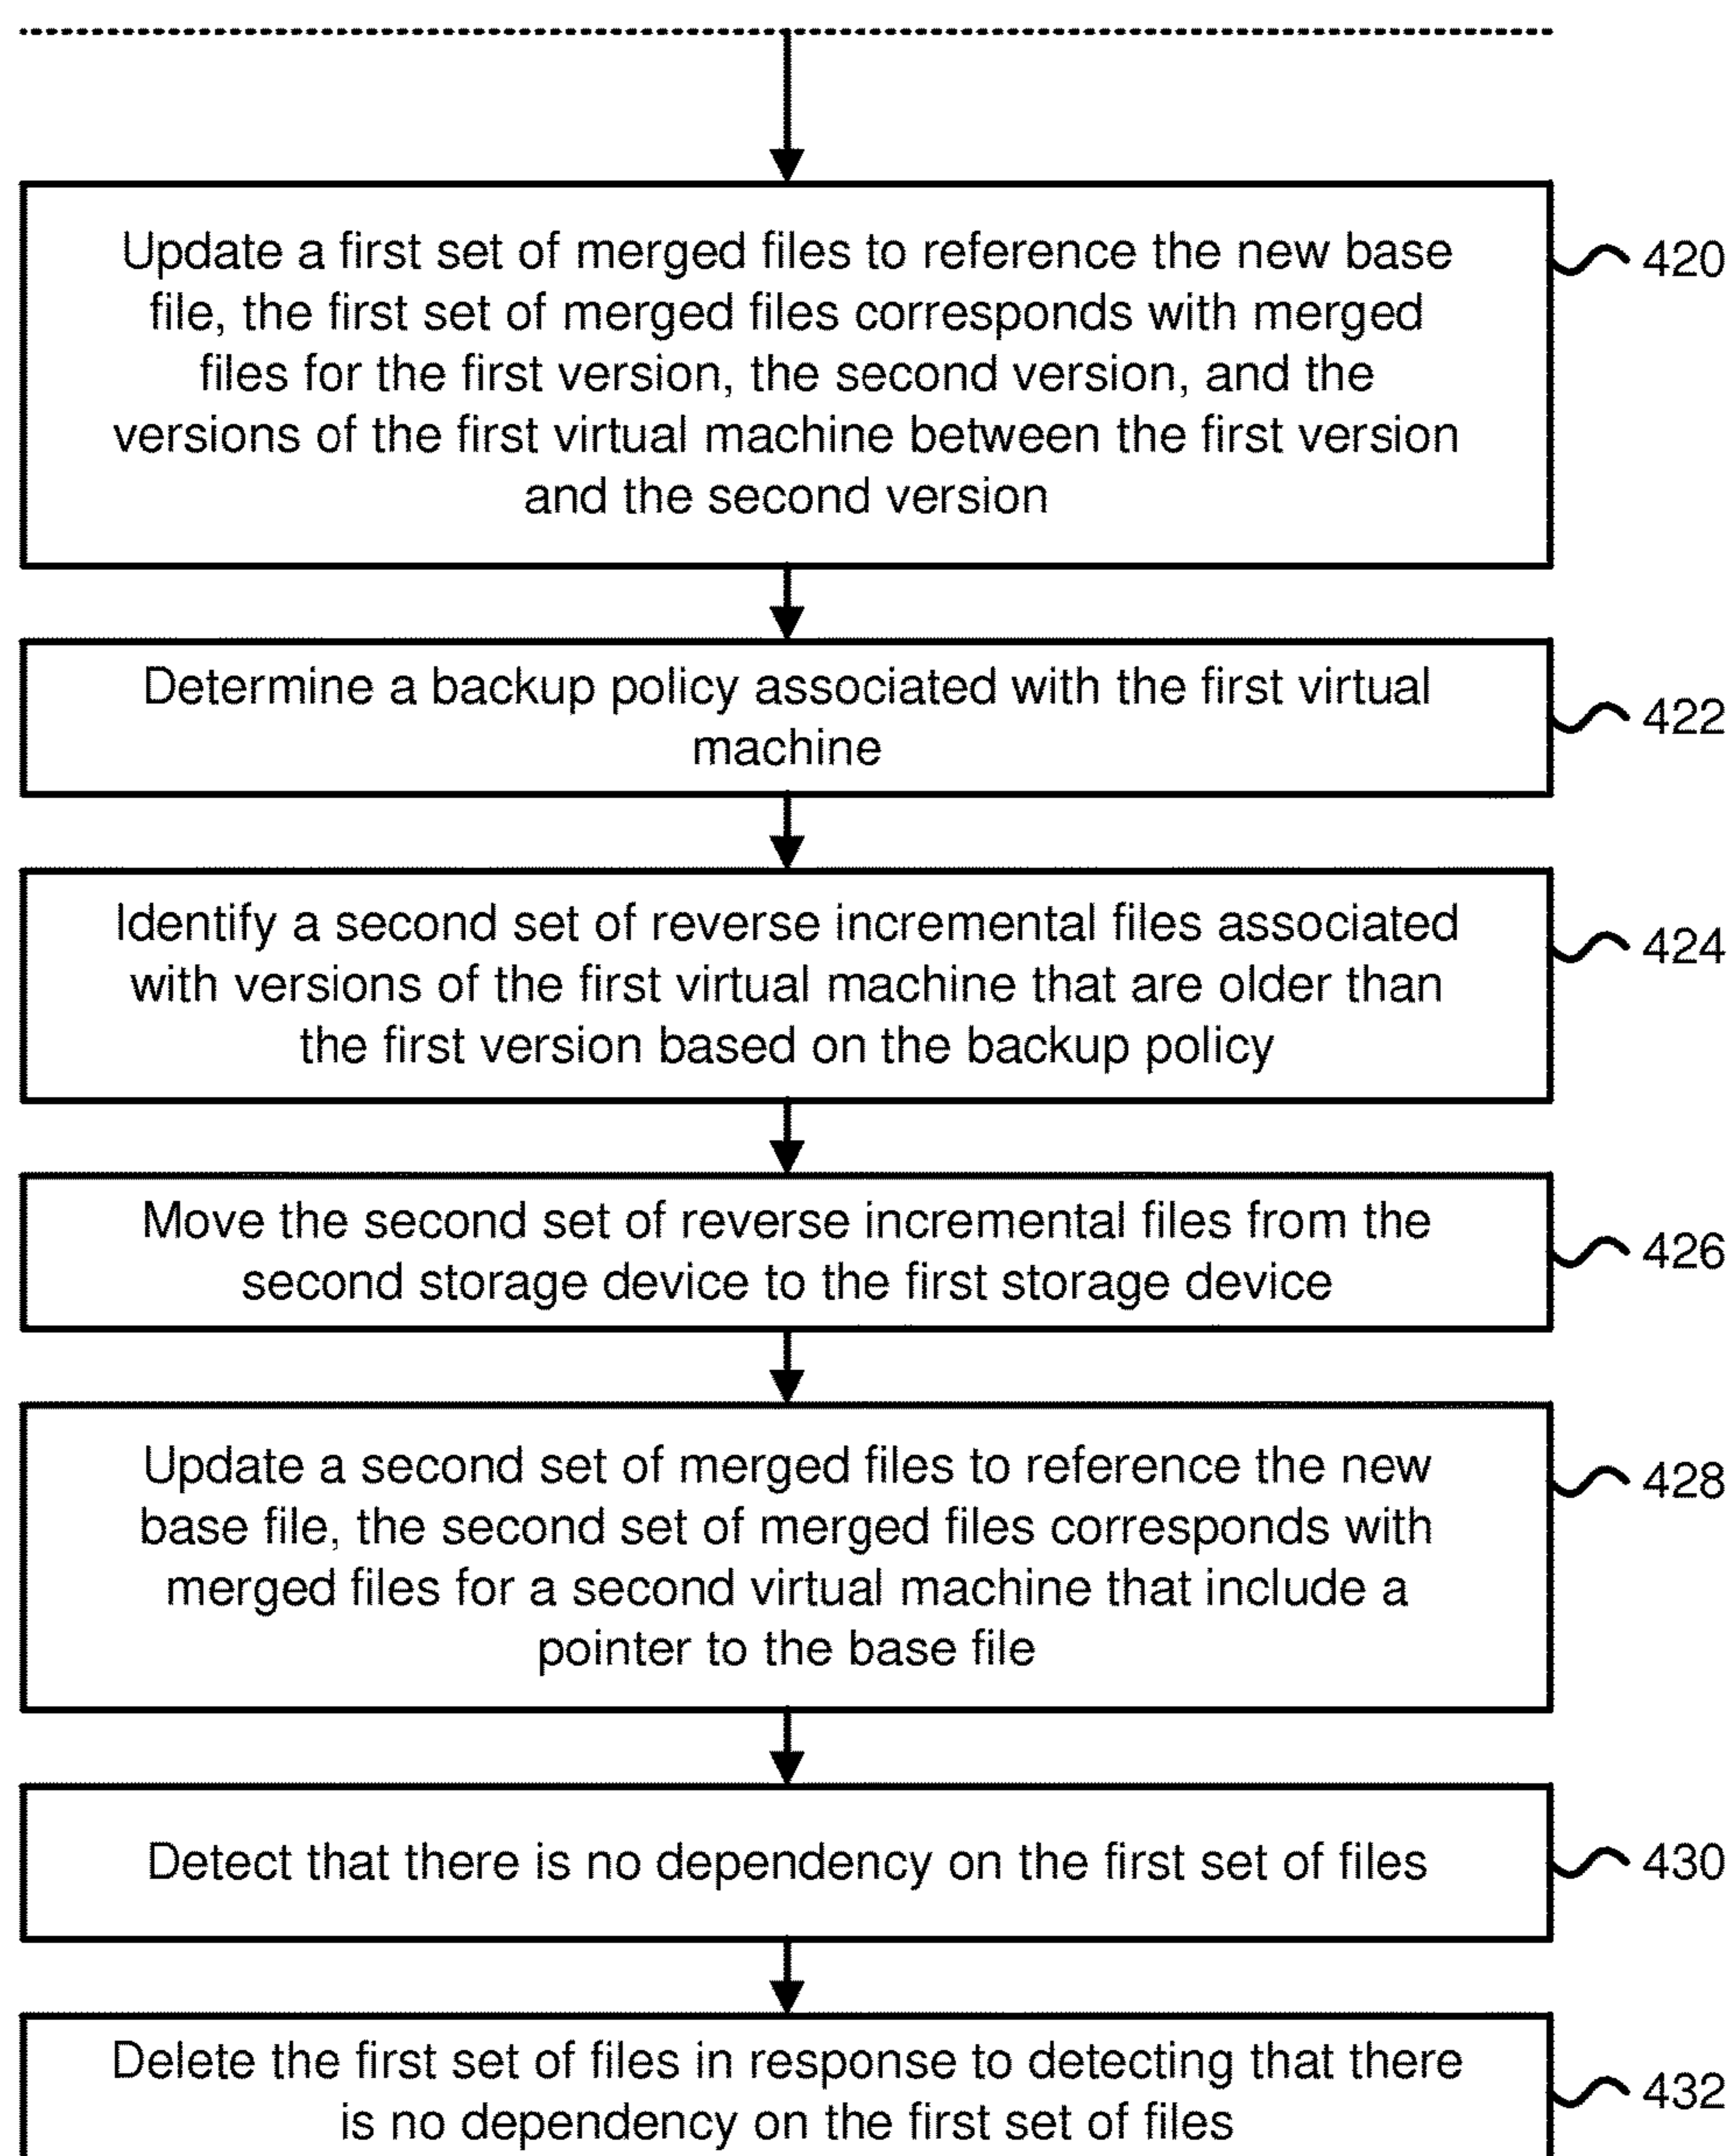 Update a first set of merged files to reference the new base
file, the first set of merged files corresponds with merged
files for the first version, the second version, and the
versions of the first virtual machine between the first version
and the second version
420
Determine a backup policy associated with the first virtual
machine
422
Identify a second set of reverse incremental files associated
with versions of the first virtual machine that are older than
the first version based on the backup policy
424
Move the second set of reverse incremental files from the
second storage device to the first storage device
426
Update a second set of merged files to reference the new
base file, the second set of merged files corresponds with
merged files for a second virtual machine that include a
pointer to the base file
428
Detect that there is no dependency on the first set of files
430
Delete the first set of files in response to detecting that there
is no dependency on the first set of files
432